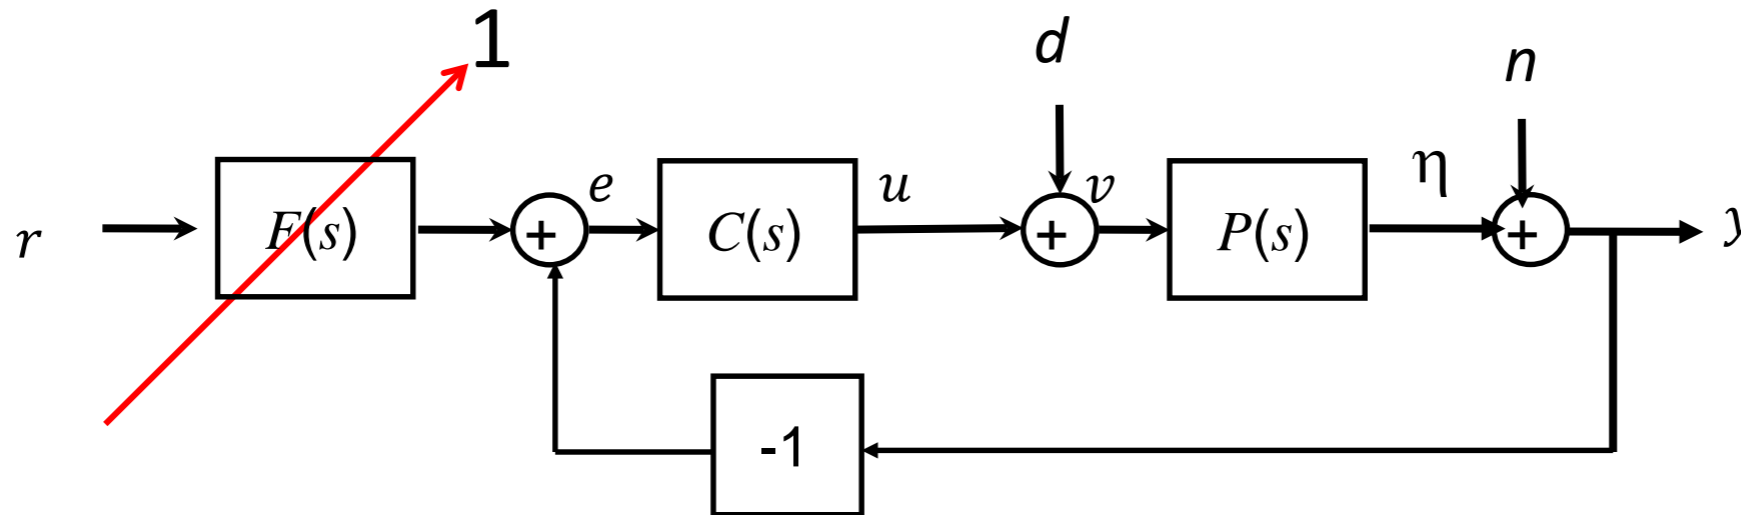 1
d
n
r
F(s)
+
e
C(s)
u
+
v
P(s)
η
+
y
-1